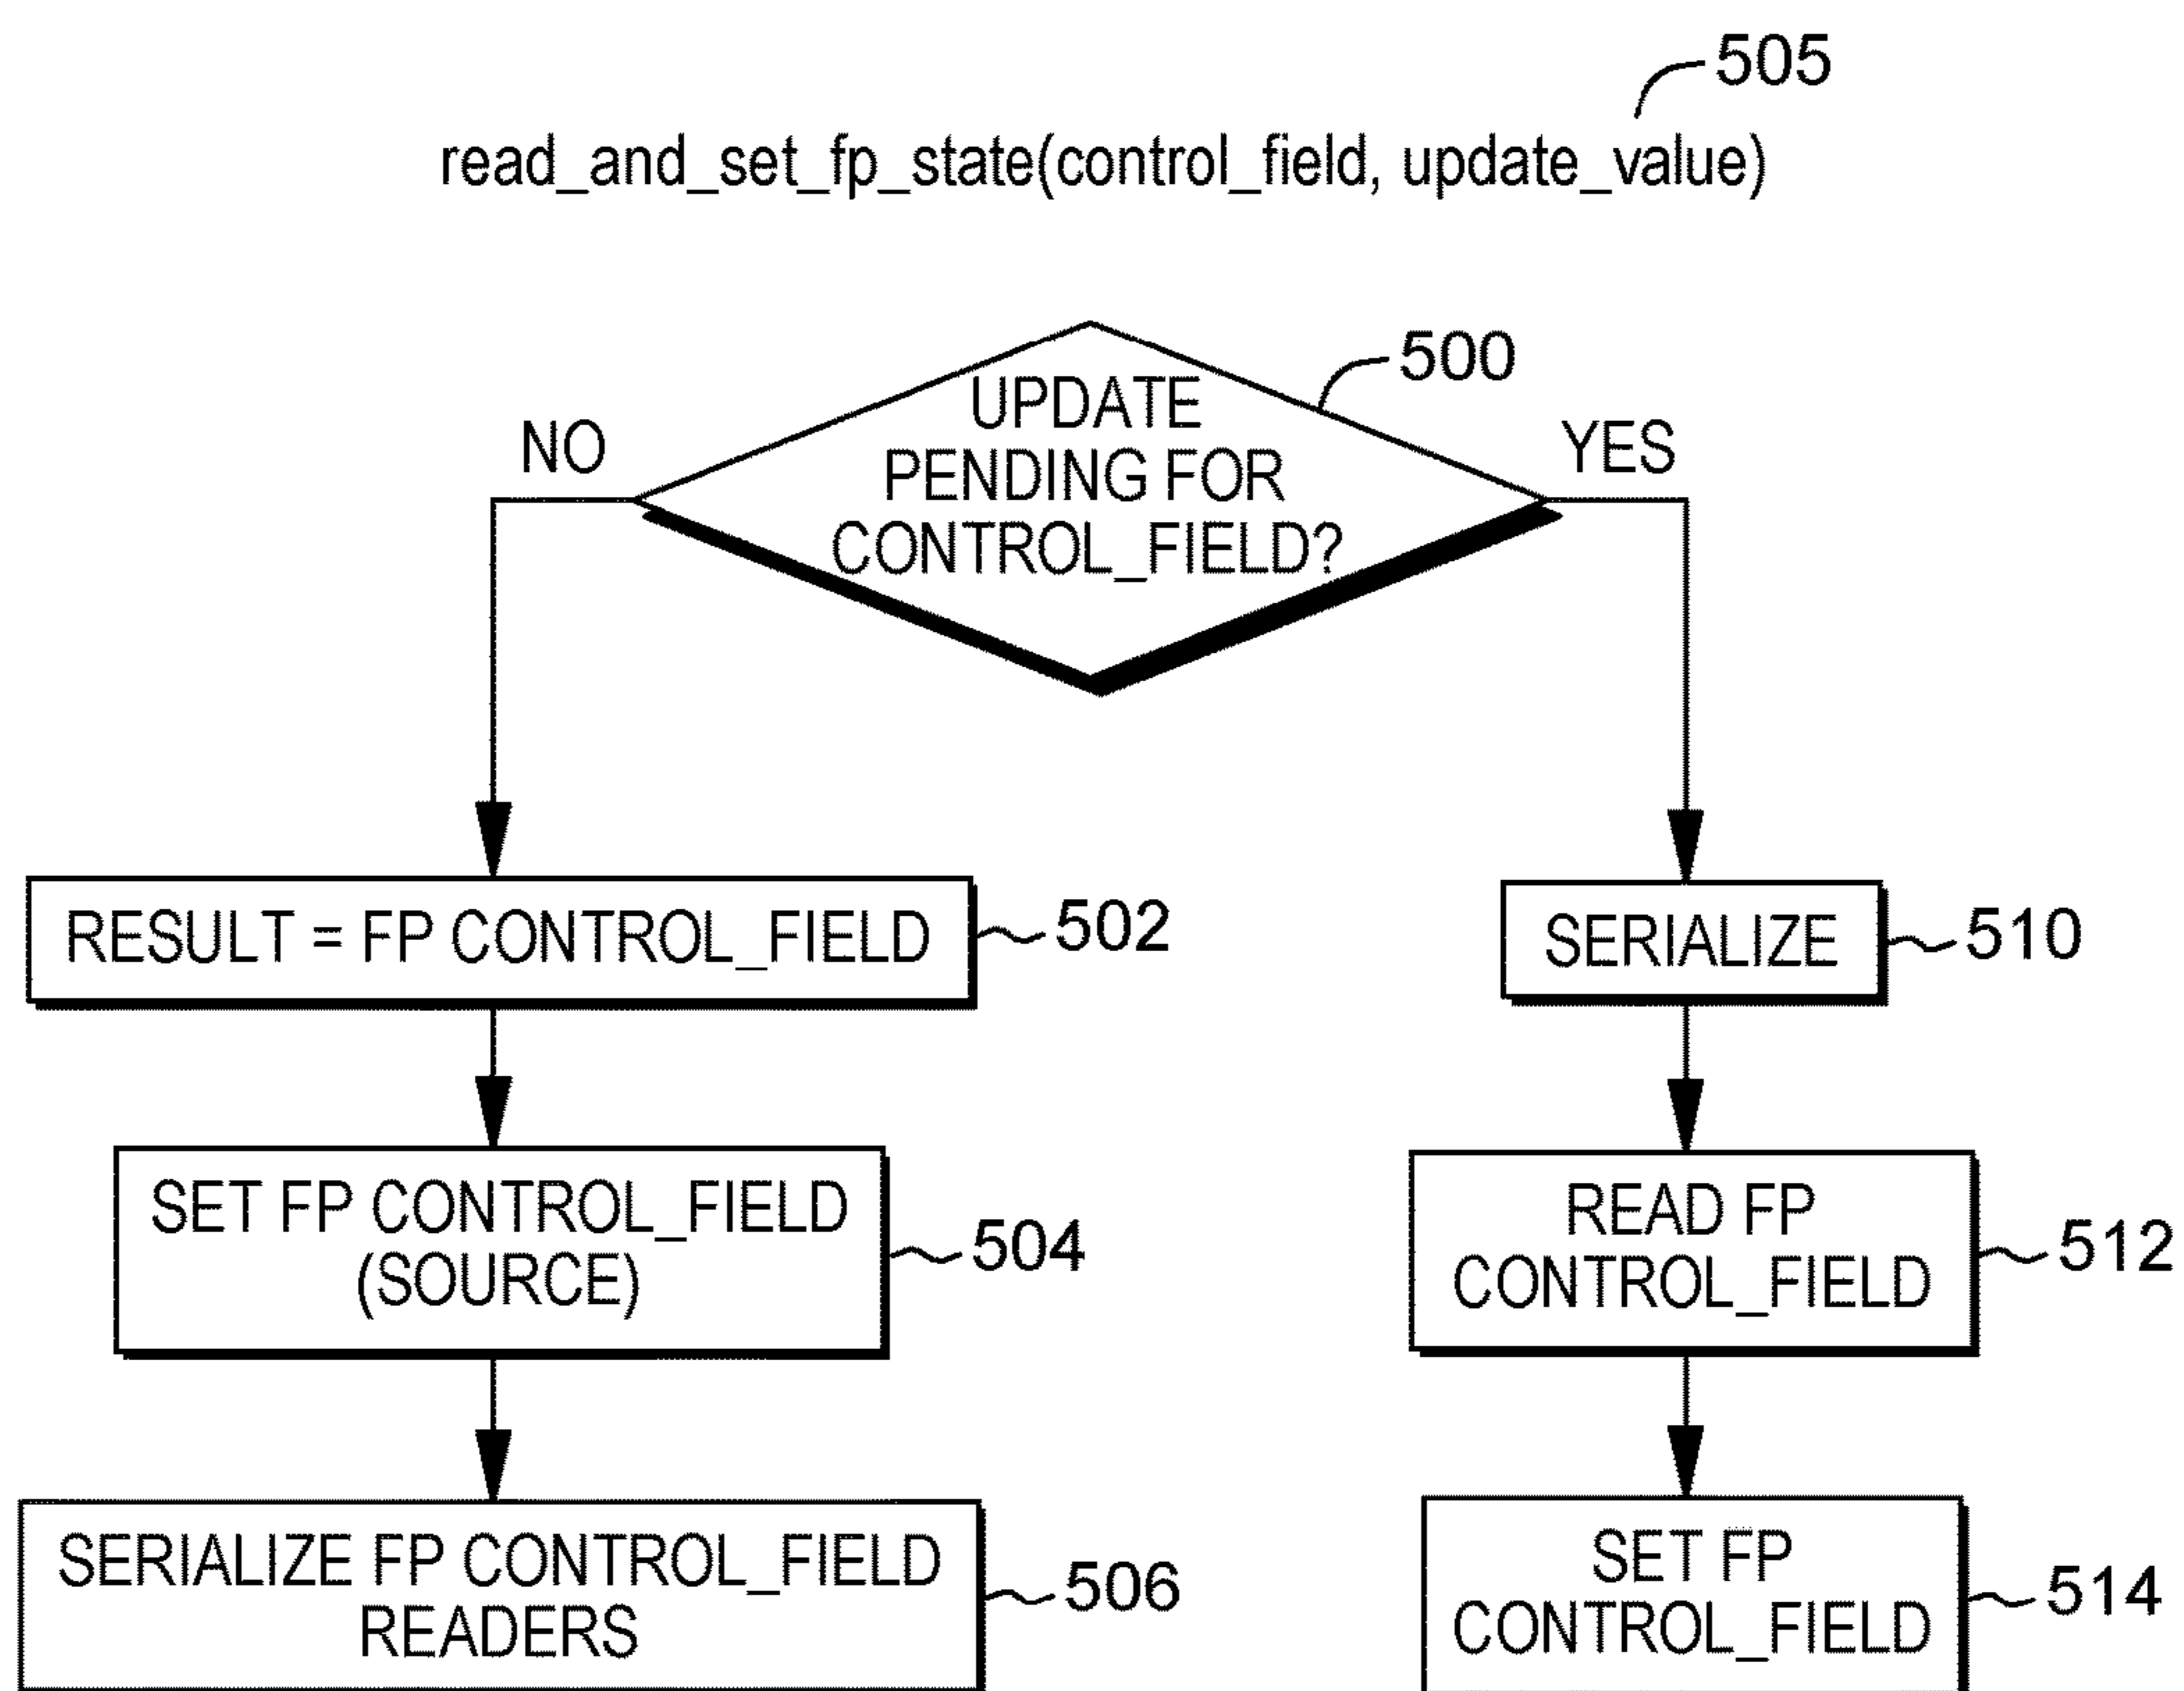 505
read_and_set_fp_state(control_field, update_value)
500
UPDATE
PENDING FOR
CONTROL_FIELD?
NO
YES
RESULT = FP CONTROL_FIELD
502
SERIALIZE
510
SET FP CONTROL_FIELD
(SOURCE)
504
READ FP
CONTROL_FIELD
512
SERIALIZE FP CONTROL_FIELD
READERS
506
SET FP
CONTROL_FIELD
514